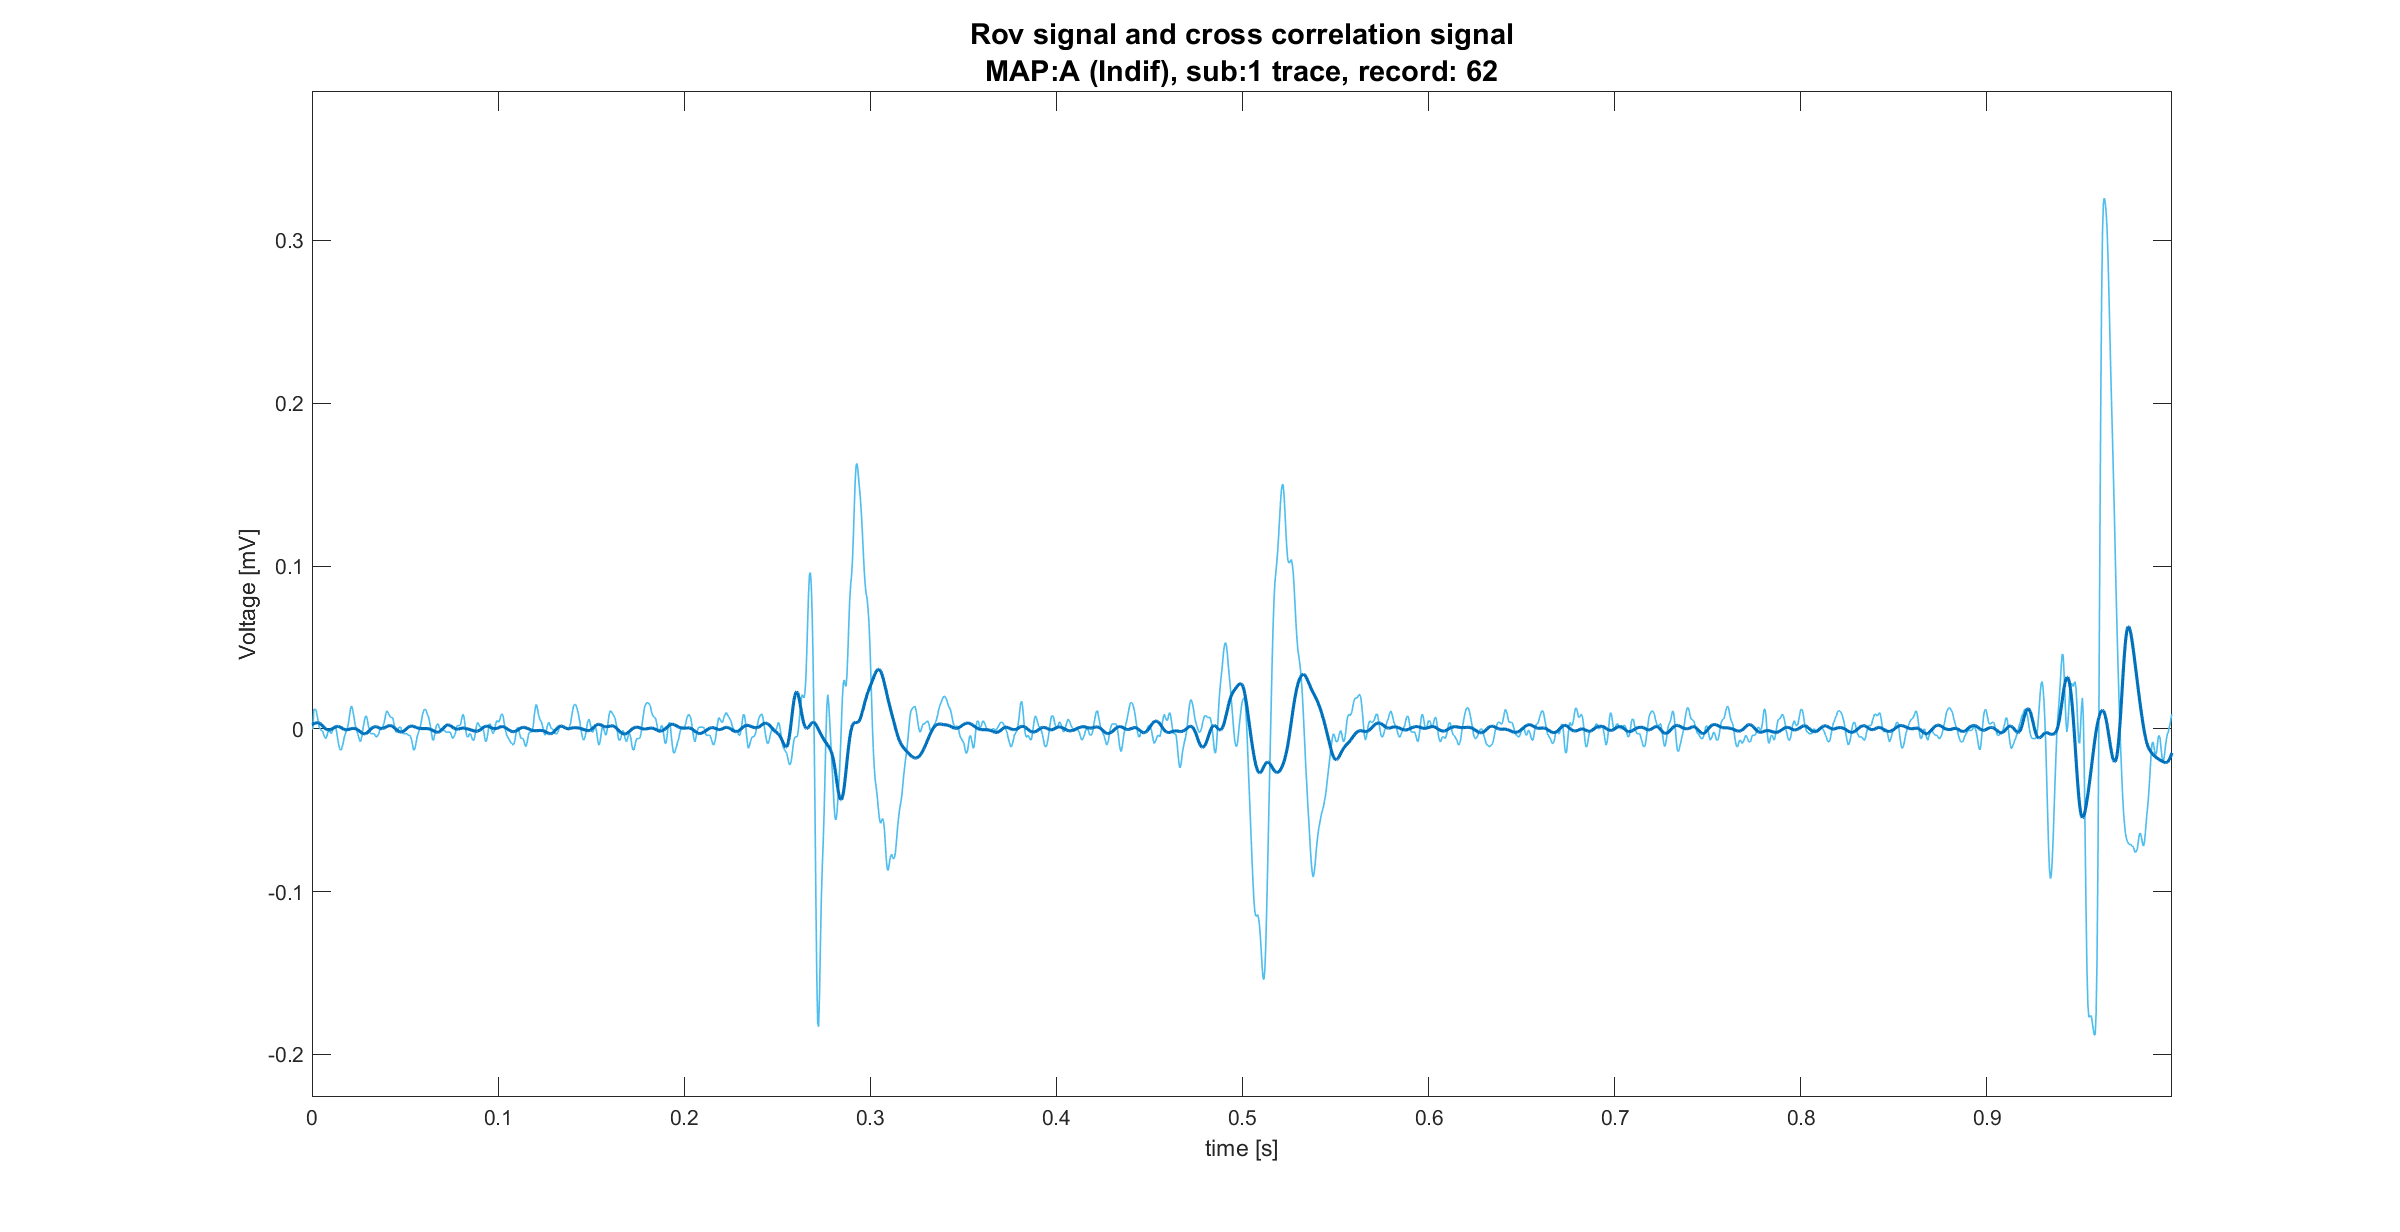 Rov signal and cross correlation signal
MAP:A (Indif), sub:1 trace, record: 62
0.3
0.2
0.1
0
-0.1
-0.2
Voltage [mV]
0 0.1 0.2 0.3 0.4 0.5 0.6 0.7 0.8 0.9
time [s]